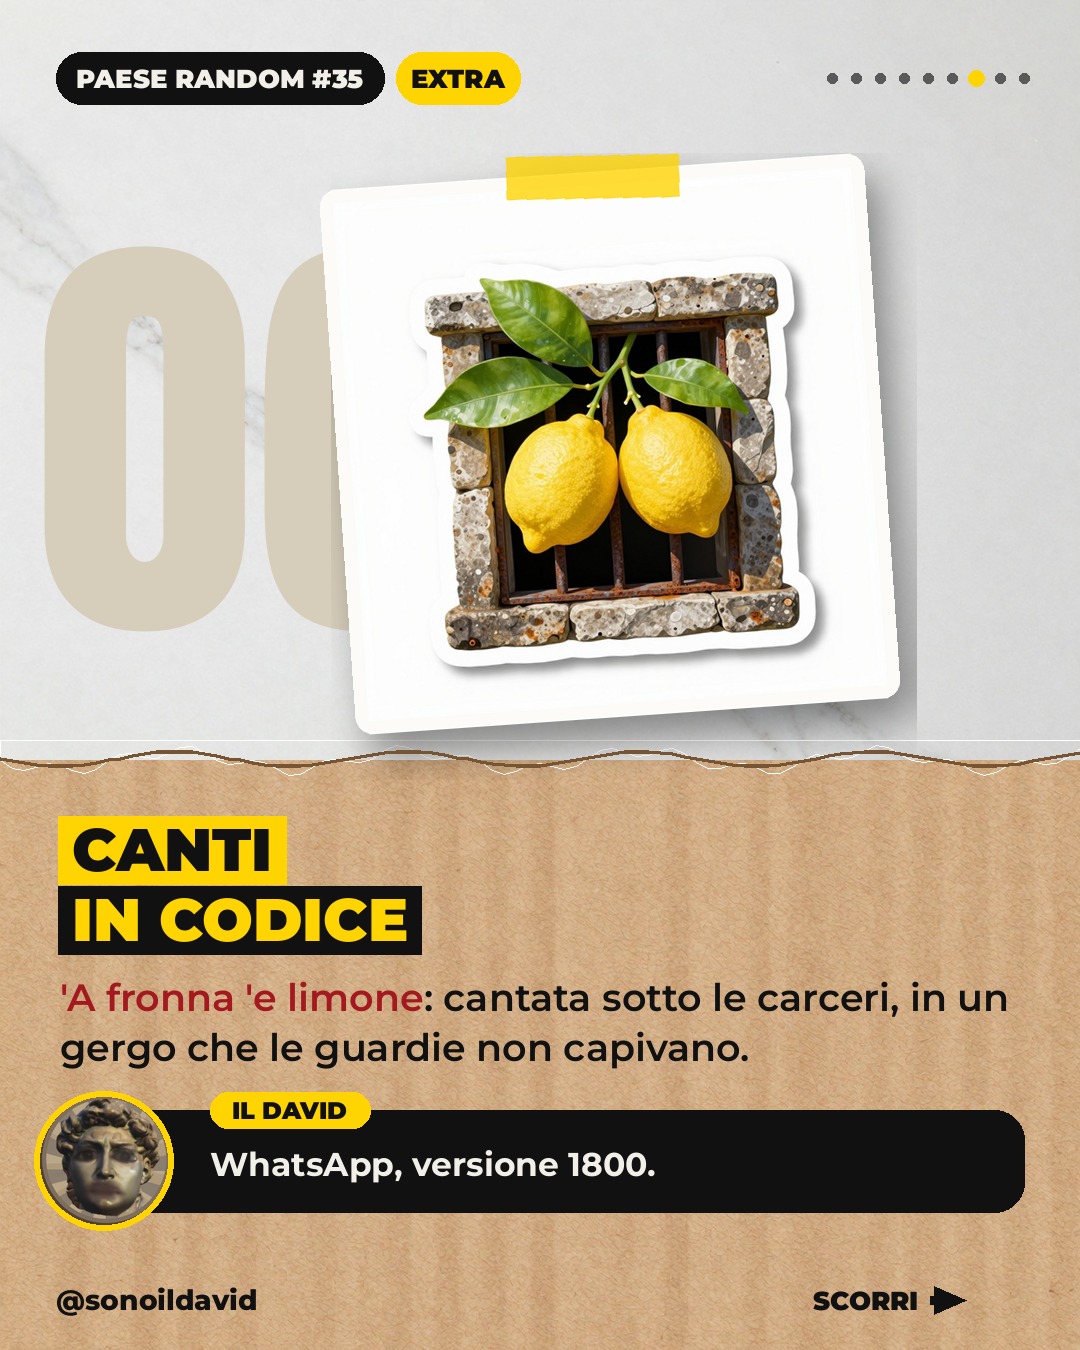 PAESE RANDOM #35
EXTRA
CANTI
IN CODICE
'A fronna 'e limone: cantata sotto le carceri, in un
gergo che le guardie non capivano.
IL DAVID
WhatsApp, versione 1800.
@sonoildavid
SCORRI